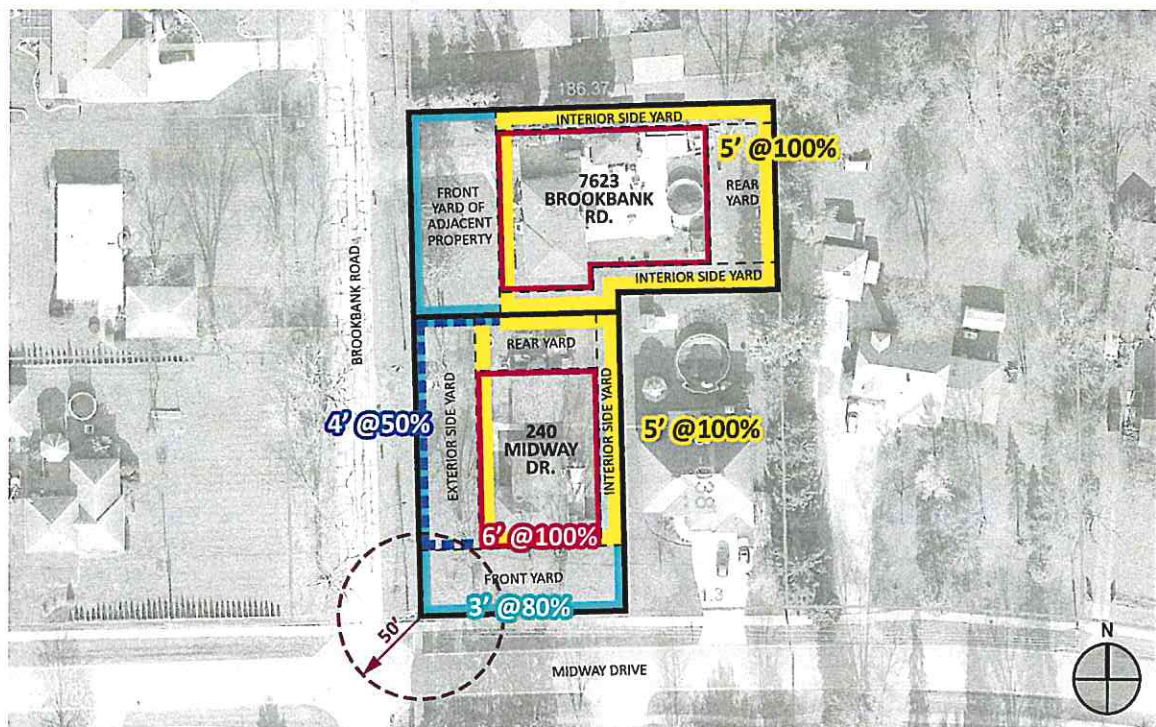 186.37
INTERIOR SIDE YARD
5' @100%
7623
BROOKBANK
RD.
REAR
YARD
FRONT
YARD OF
ADJACENT
PROPERTY
INTERIOR SIDE YARD
BROOKBANK ROAD
REAR YARD
4' @50%
EXTERIOR SIDE YARD
240
MIDWAY
DR.
INTERIOR SIDE YARD
5' @100%
6' @100%
FRONT YARD
3' @80%
50'
MIDWAY DRIVE
N